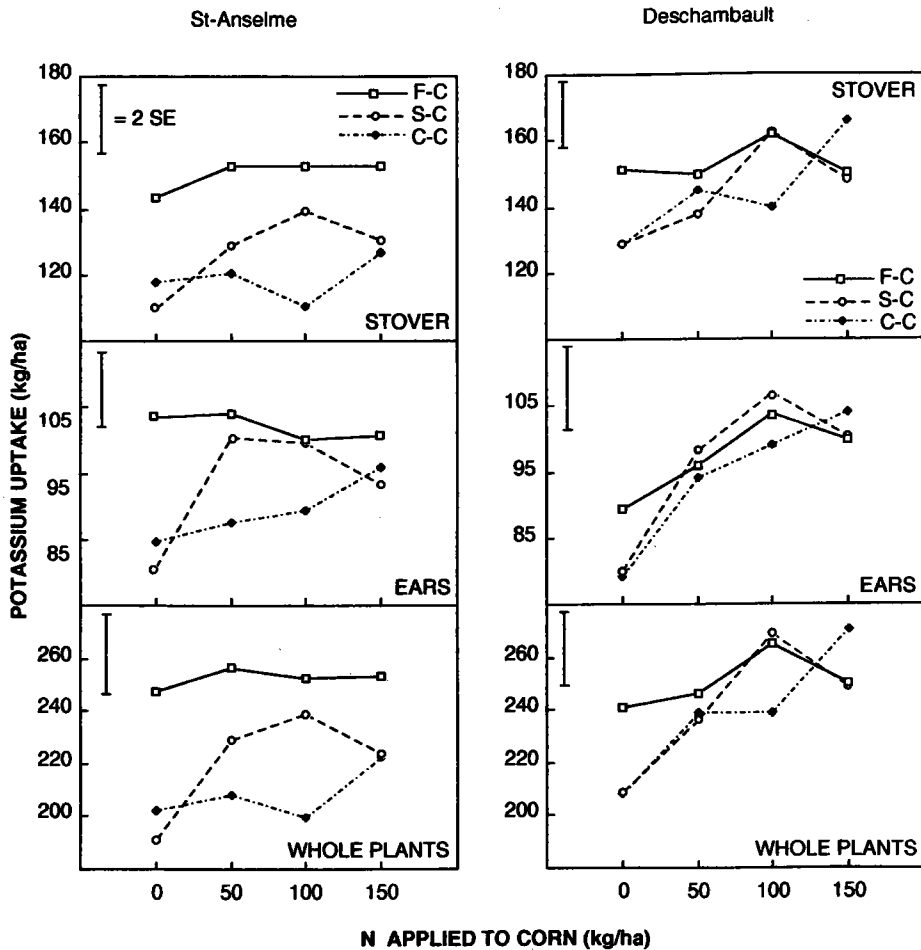 St-Anselme
Deschambault
POTASSIUM UPTAKE (kg/ha)
180
160
140
120
= 2 SE
F-C
S-C
C-C
STOVER
105
95
85
EARS
260
240
220
200
WHOLE PLANTS
0 50 100 150
180
160
140
120
STOVER
F-C
S-C
C-C
105
95
85
EARS
260
240
220
200
WHOLE PLANTS
0 50 100 150
N APPLIED TO CORN (kg/ha)